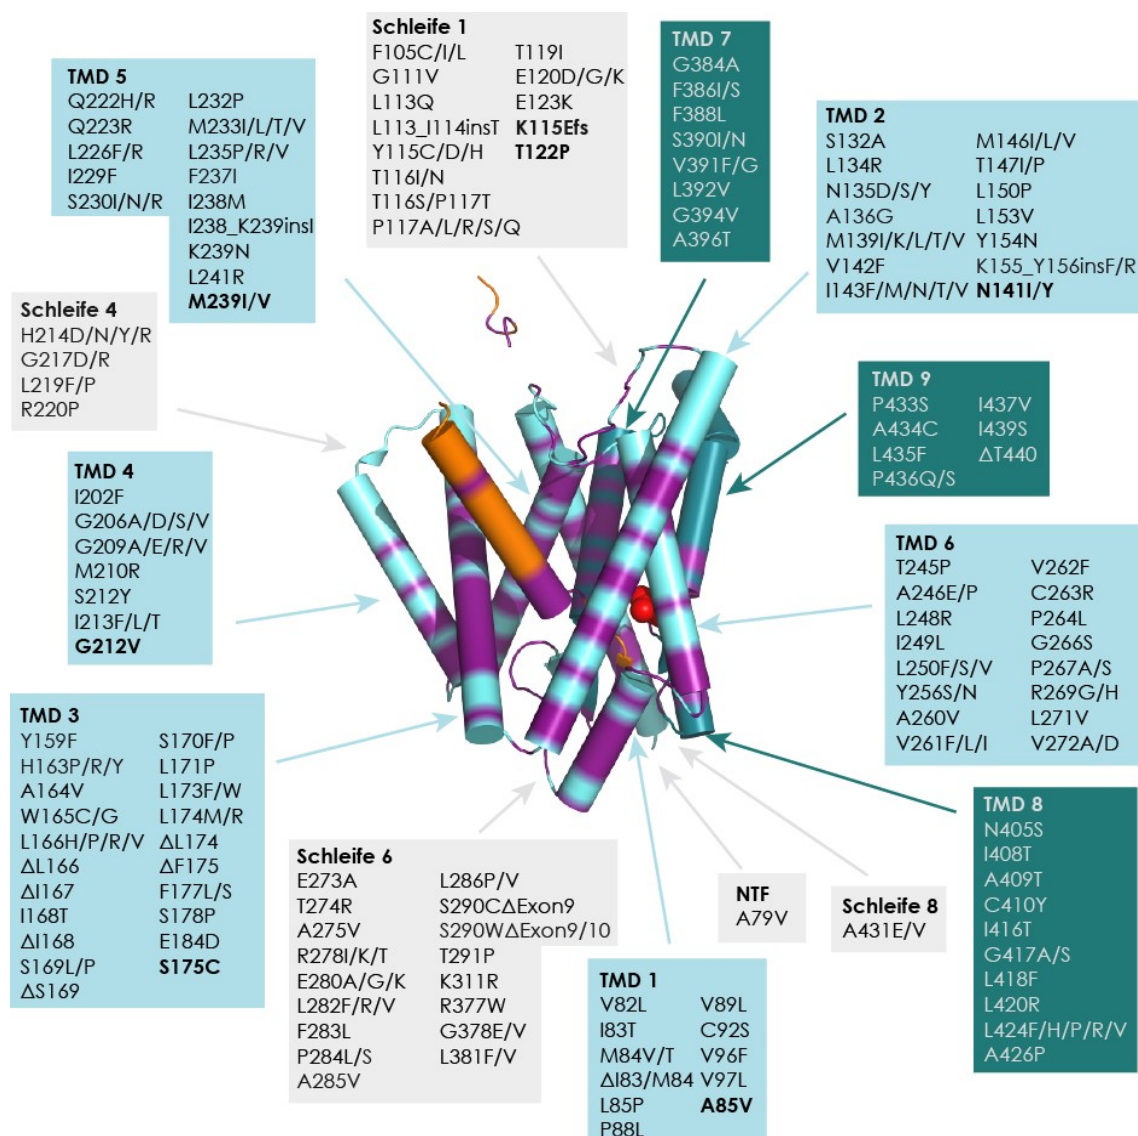 Schleife 1
F105C/I/L T119I
G111V E120D/G/K
L113Q E123K
L113_I114insT K115Efs
Y115C/D/H T122P
T116I/N
T116S/P117T
P117A/L/R/S/Q
TMD 7
G384A
F386I/S
F388L
S390I/N
V391F/G
L392V
G394V
A396T
TMD 5
Q222H/R L232P
Q223R M233I/L/T/V
L226F/R L235P/R/V
I229F F237I
S230I/N/R I238M
I238_K239insI
K239N
L241R
M239I/V
TMD 2
S132A M146I/L/V
L134R T147I/P
N135D/S/Y L150P
A136G L153V
M139I/K/L/T/V Y154N
V142F K155_Y156insF/R
I143F/M/N/T/V N141I/Y
Schleife 4
H214D/N/Y/R
G217D/R
L219F/P
R220P
TMD 9
P433S I437V
A434C I439S
L435F ΔT440
P436Q/S
TMD 4
I202F
G206A/D/S/V
G209A/E/R/V
M210R
S212Y
I213F/L/T
G212V
TMD 6
T245P V262F
A246E/P C263R
L248R P264L
I249L G266S
L250F/S/V P267A/S
Y256S/N R269G/H
A260V L271V
V261F/L/I V272A/D
TMD 3
Y159F S170F/P
H163P/R/Y L171P
A164V L173F/W
W165C/G L174M/R
L166H/P/R/V ΔL174
ΔL166 ΔF175
ΔI167 F177L/S
I168T S178P
ΔI168 E184D
S169L/P S175C
ΔS169
Schleife 6
E273A L286P/V
T274R S290CΔExon9
A275V S290WΔExon9/10
R278I/K/T T291P
E280A/G/K K311R
L282F/R/V R377W
F283L G378E/V
P284L/S L381F/V
A285V
TMD 1
V82L V89L
I83T C92S
M84V/T V96F
ΔI83/M84 V97L
L85P A85V
P88L
NTF
A79V
Schleife 8
A431E/V
TMD 8
N405S
I408T
A409T
C410Y
I416T
G417A/S
L418F
L420R
L424F/H/P/R/V
A426P